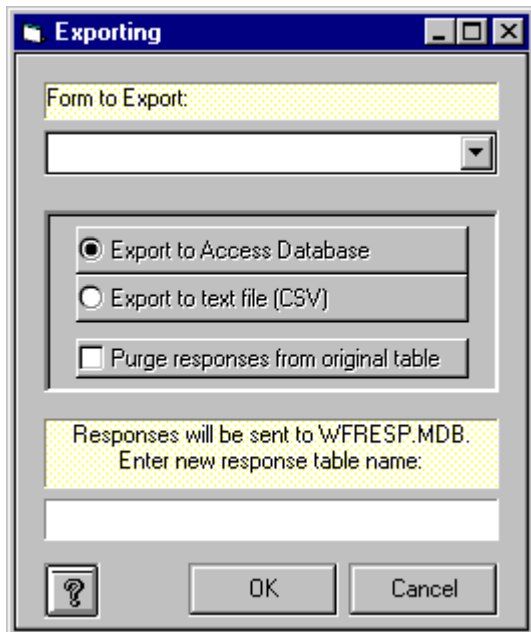 Exporting
Form to Export:
Export to Access Database
Export to text file (CSV)
Purge responses from original table
Responses will be sent to WFRESP.MDB.
Enter new response table name:
? OK Cancel